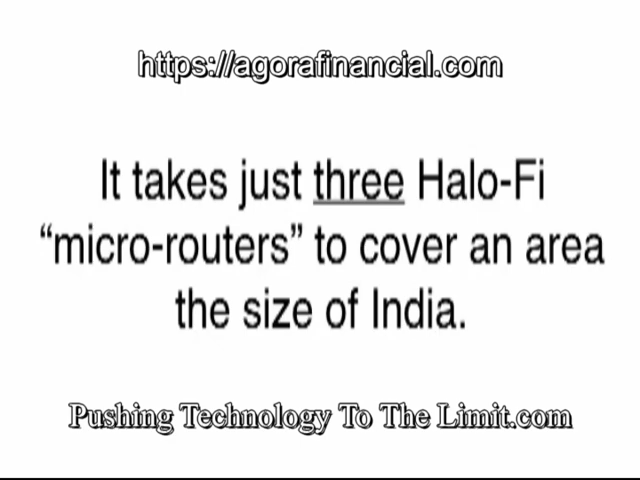 https://agorafinancial.com
It takes just three Halo-Fi
“micro-routers” to cover an area
the size of India.
Pushing Technology To The Limit.com